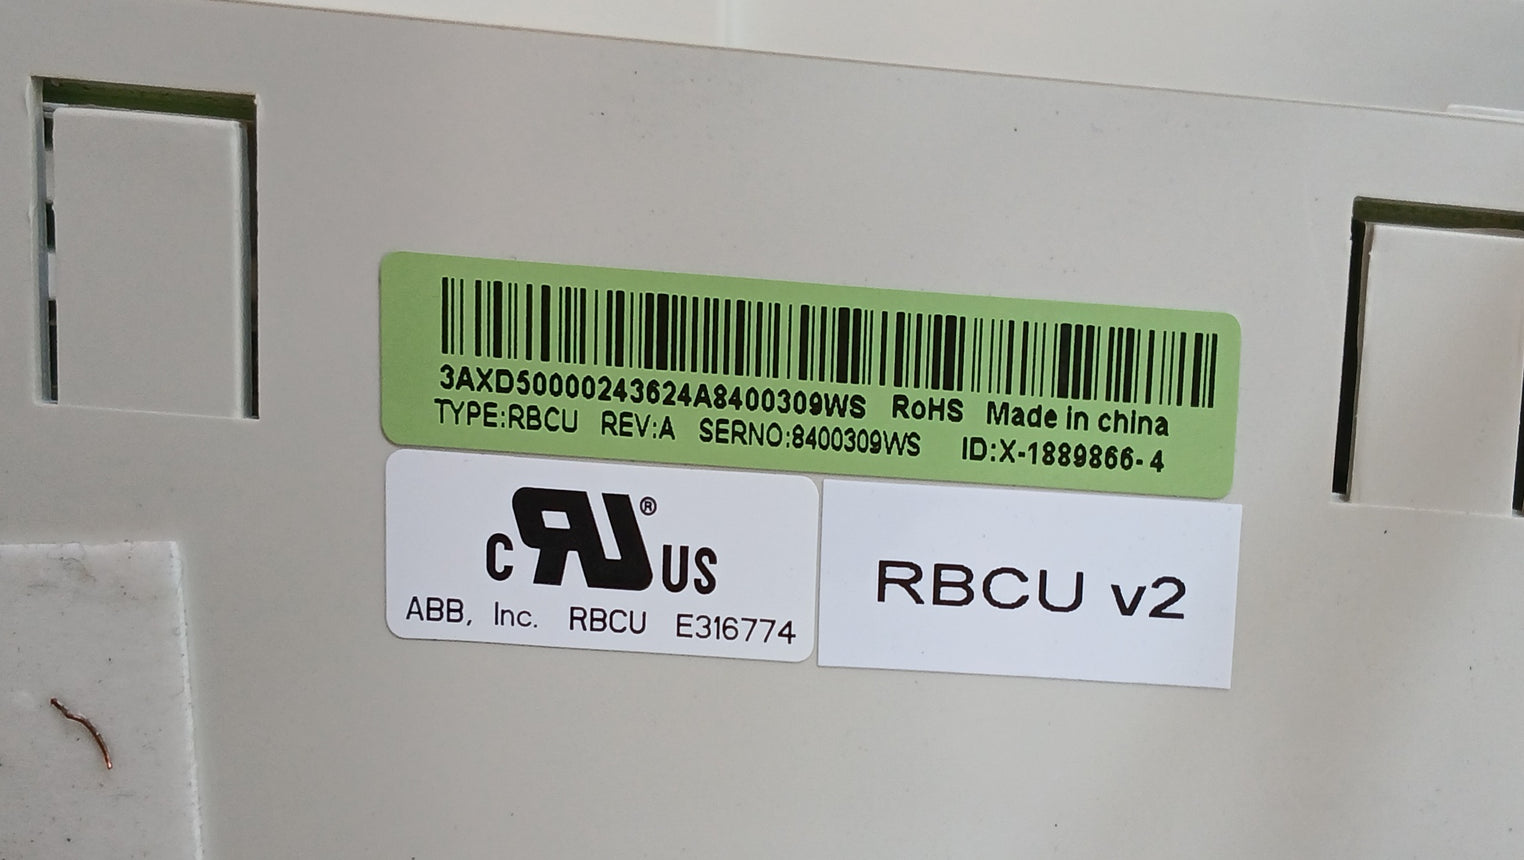 3AXD50000243624A8400309WS RoHS Made in china
TYPE:RBCU REV:A SERNO:8400309WS ID:X-1889866-4
C RU ® US
ABB, Inc. RBCU E316774
RBCU v2